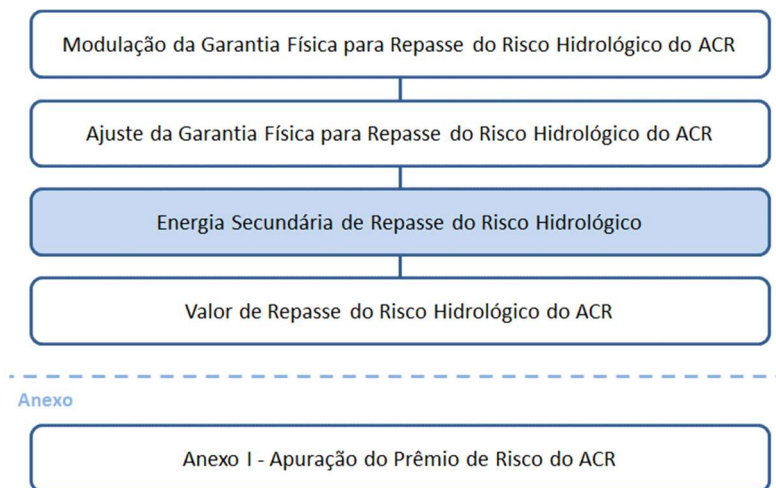 Modulação da Garantia Física para Repasse do Risco Hidrológico do ACR
Ajuste da Garantia Física para Repasse do Risco Hidrológico do ACR
Energia Secundária de Repasse do Risco Hidrológico
Valor de Repasse do Risco Hidrológico do ACR
Anexo
Anexo I - Apuração do Prêmio de Risco do ACR